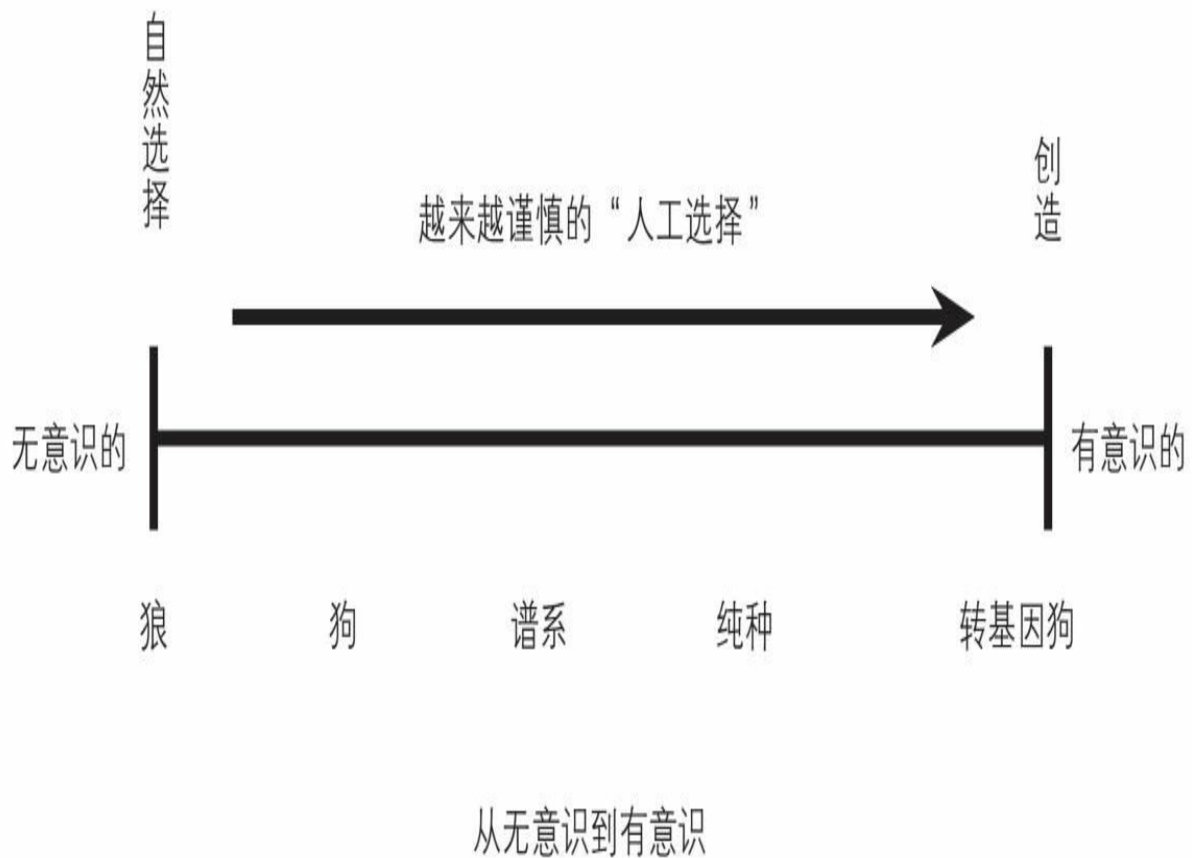 自然选择
创造
越来越谨慎的“人工选择”
无意识的
有意识的
狼 狗 谱系 纯种 转基因狗
从无意识到有意识